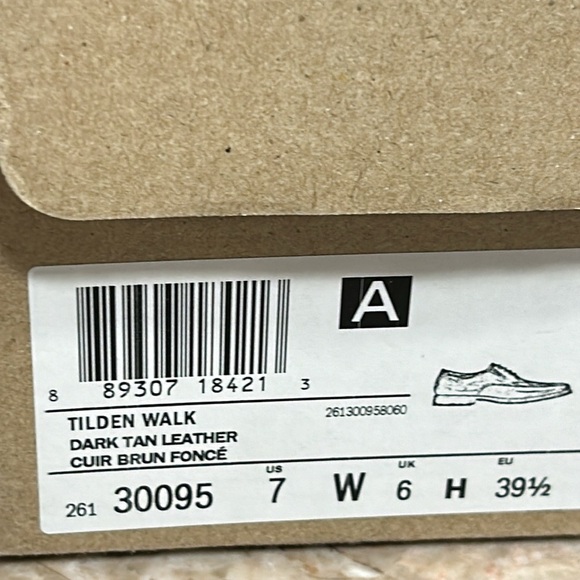 A
8 89307 18421 3
TILDEN WALK
261300958060
DARK TAN LEATHER
CUIR BRUN FONCÉ
US UK EU
261 30095 7 W 6 H 39½